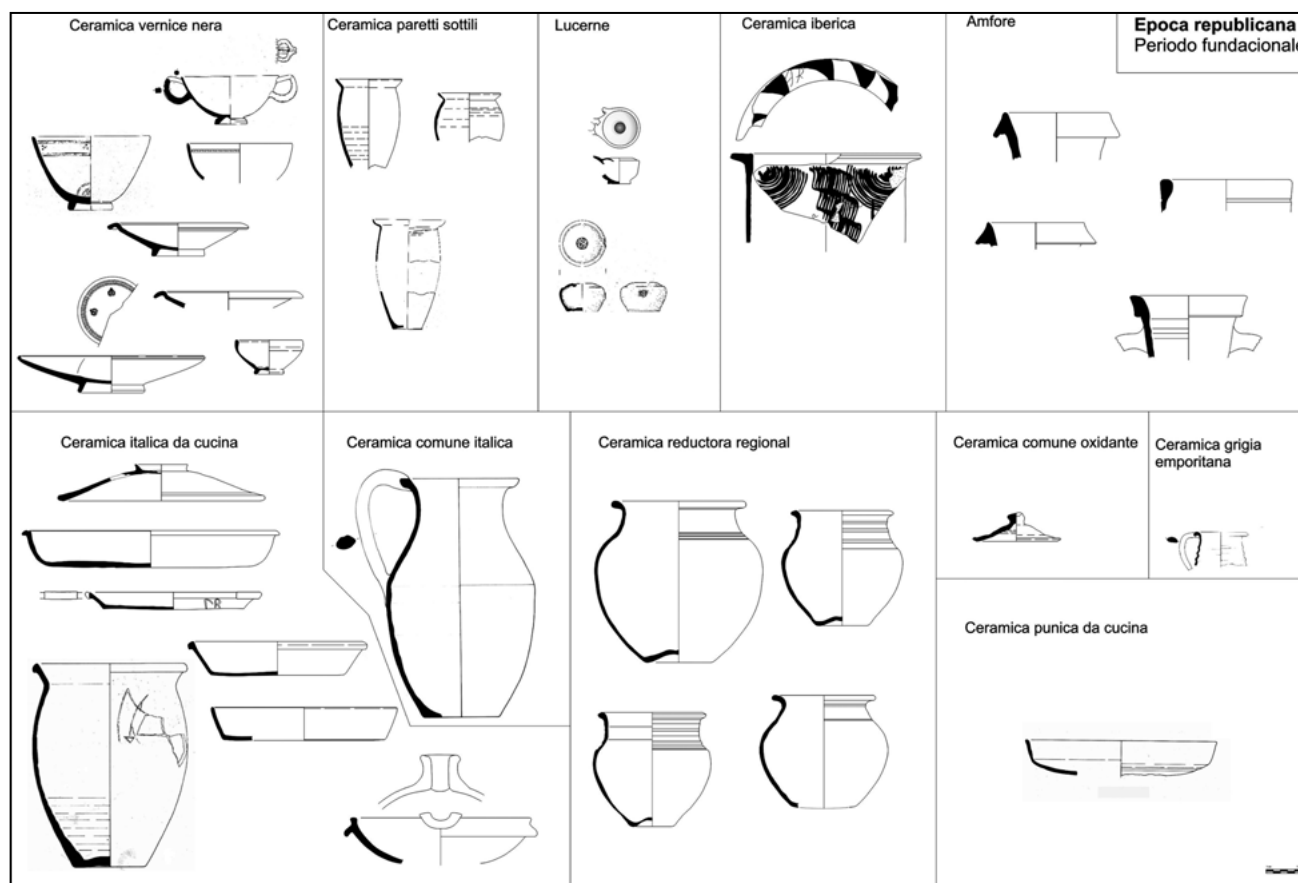 Ceramica vernice nera
Ceramica paretti sottili
Lucerne
Ceramica iberica
Amfore
Epoca republicana
Periodo fundacionale
Ceramica italica da cucina
Ceramica comune italica
Ceramica reductora regional
Ceramica comune oxidante
Ceramica grigia
emporitana
Ceramica punica da cucina